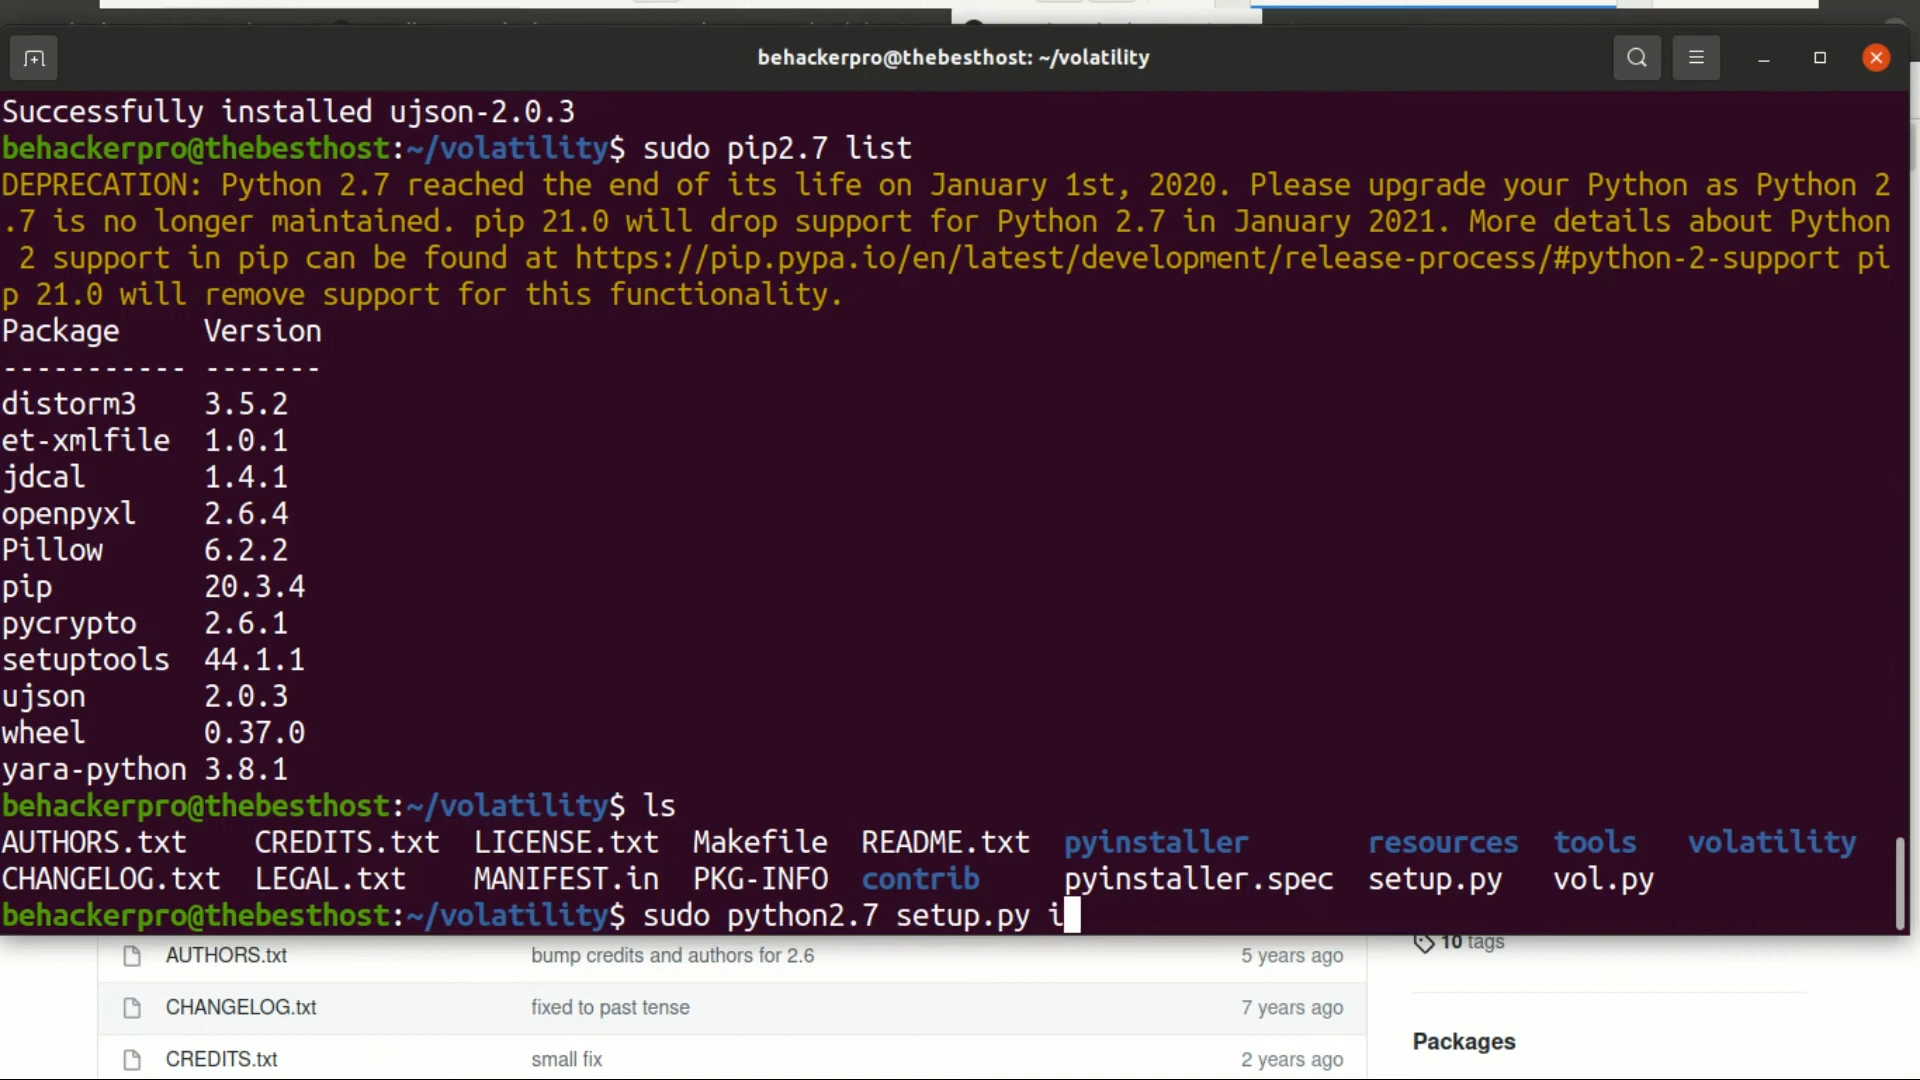 behackerpro@thebesthost: ~/volatility
Successfully installed ujson-2.0.3
behackerpro@thebesthost:~/volatility$ sudo pip2.7 list
DEPRECATION: Python 2.7 reached the end of its life on January 1st, 2020. Please upgrade your Python as Python 2
.7 is no longer maintained. pip 21.0 will drop support for Python 2.7 in January 2021. More details about Python
 2 support in pip can be found at https://pip.pypa.io/en/latest/development/release-process/#python-2-support pi
p 21.0 will remove support for this functionality.
Package     Version
----------- -------
distorm3    3.5.2
et-xmlfile  1.0.1
jdcal       1.4.1
openpyxl    2.6.4
Pillow      6.2.2
pip         20.3.4
pycrypto    2.6.1
setuptools  44.1.1
ujson       2.0.3
wheel       0.37.0
yara-python 3.8.1
behackerpro@thebesthost:~/volatility$ ls
AUTHORS.txt    CREDITS.txt  LICENSE.txt  Makefile  README.txt  pyinstaller       resources  tools   volatility
CHANGELOG.txt  LEGAL.txt    MANIFEST.in  PKG-INFO  contrib     pyinstaller.spec  setup.py   vol.py
behackerpro@thebesthost:~/volatility$ sudo python2.7 setup.py i
AUTHORS.txt bump credits and authors for 2.6 5 years ago
10 tags
CHANGELOG.txt fixed to past tense 7 years ago
Packages
CREDITS.txt small fix 2 years ago